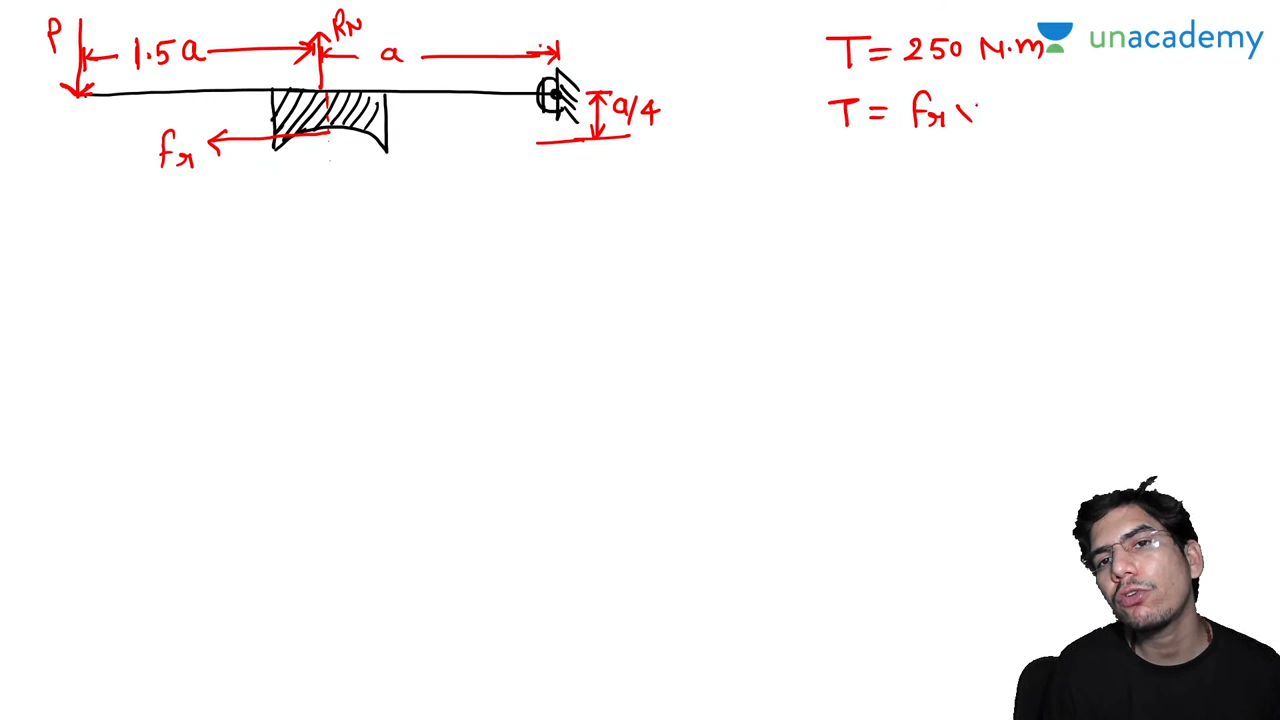 P
1.5a
RN
a
a/4
fr
T = 250 N·m
T = fr ×
unacademy